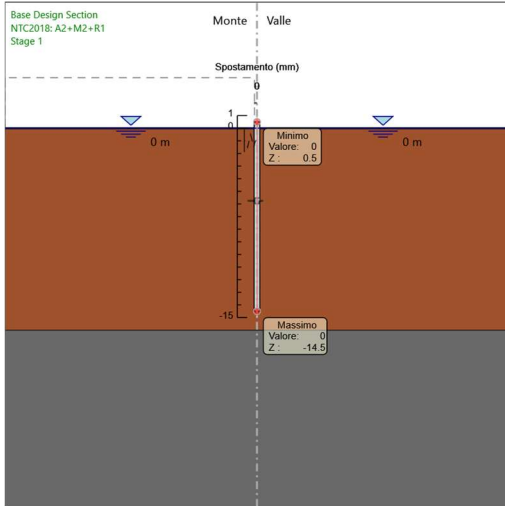 Base Design Section
NTC2018: A2+M2+R1
Stage 1
Monte Valle
Spostamento (mm)
0
1
0
0 m
0 m
Minimo
Valore: 0
Z : 0.5
-15
Massimo
Valore: 0
Z : -14.5